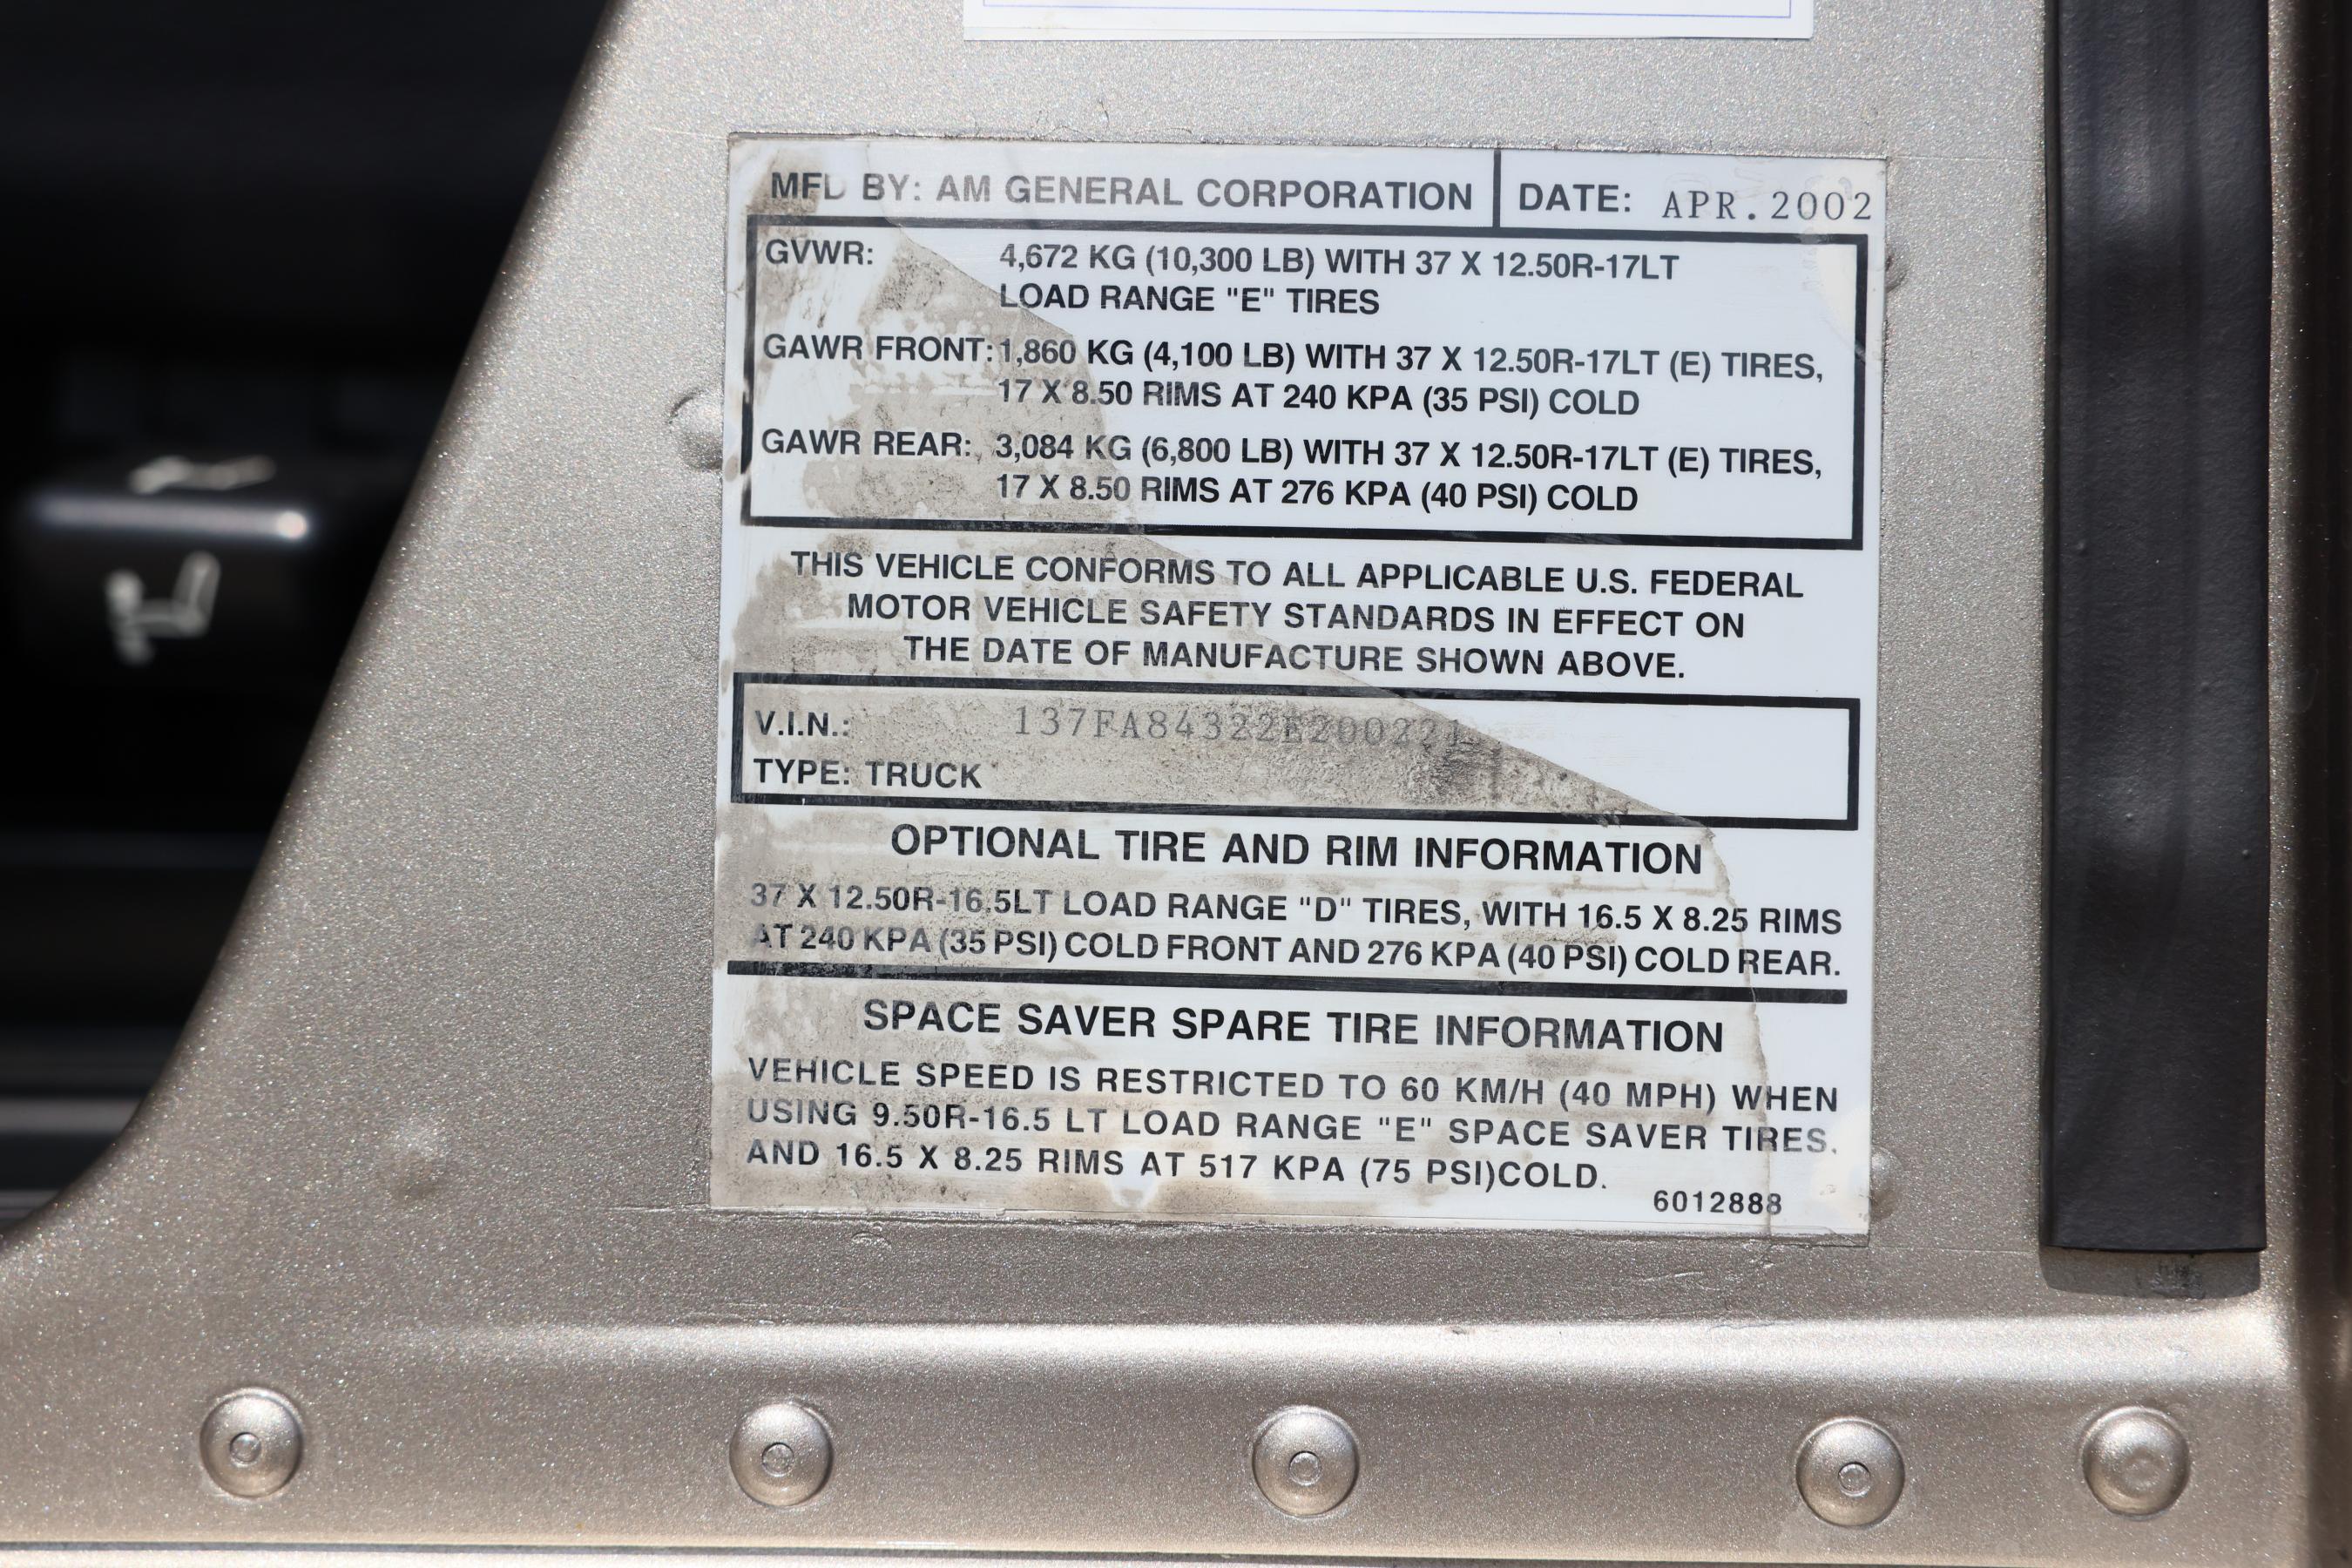 MFD BY: AM GENERAL CORPORATION DATE: APR.2002
GVWR: 4,672 KG (10,300 LB) WITH 37 X 12.50R-17LT
LOAD RANGE "E" TIRES
GAWR FRONT: 1,860 KG (4,100 LB) WITH 37 X 12.50R-17LT (E) TIRES,
17 X 8.50 RIMS AT 240 KPA (35 PSI) COLD
GAWR REAR: 3,084 KG (6,800 LB) WITH 37 X 12.50R-17LT (E) TIRES,
17 X 8.50 RIMS AT 276 KPA (40 PSI) COLD
THIS VEHICLE CONFORMS TO ALL APPLICABLE U.S. FEDERAL
MOTOR VEHICLE SAFETY STANDARDS IN EFFECT ON
THE DATE OF MANUFACTURE SHOWN ABOVE.
V.I.N.: 137FA84322E200221
TYPE: TRUCK
OPTIONAL TIRE AND RIM INFORMATION
37 X 12.50R-16.5LT LOAD RANGE "D" TIRES, WITH 16.5 X 8.25 RIMS
AT 240 KPA (35 PSI) COLD FRONT AND 276 KPA (40 PSI) COLD REAR.
SPACE SAVER SPARE TIRE INFORMATION
VEHICLE SPEED IS RESTRICTED TO 60 KM/H (40 MPH) WHEN
USING 9.50R-16.5 LT LOAD RANGE "E" SPACE SAVER TIRES.
AND 16.5 X 8.25 RIMS AT 517 KPA (75 PSI)COLD.
6012888